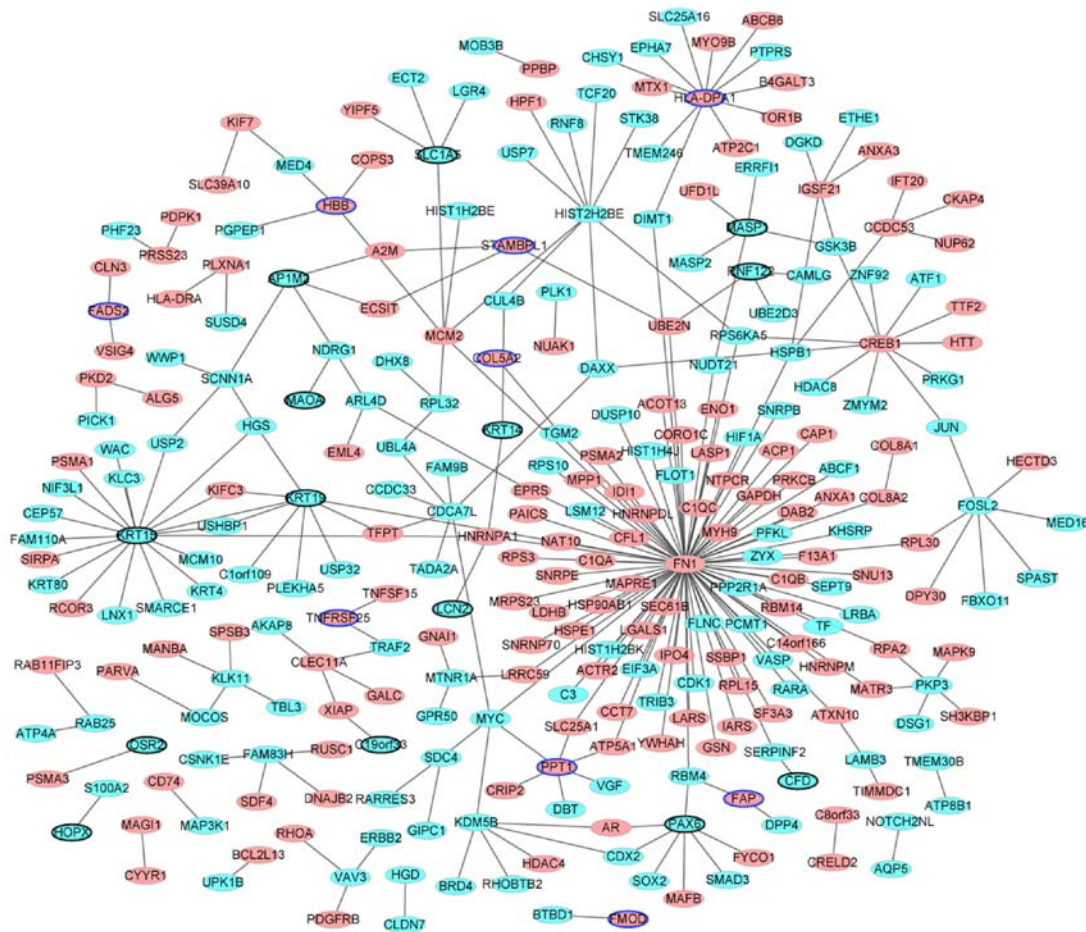 SLC25A16
ABCB6
MYO9B
MOB3B
EPHA7
PTPRS
CHSY1
PPBP
ECT2
TCF20
MTX1
B4GALT3
LGR4
HPF1
HLA-DPA1
YIPF5
RNF8
STK38
TOR1B
ETHE1
KIF7
DGKD
SLC1A5
USP7
TMEM246
ATP2C1
ANXA3
COPS3
MED4
ERRFI1
SLC39A10
UFD1L
IGSF21
IFT20
HBB
HIST1H2BE
HIST2H2BE
DIMT1
CKAP4
PDPK1
PGPEP1
MASP1
CCDC53
PHF23
A2M
STAMBPL1
GSK3B
NUP62
PRSS23
MASP2
CLN3
PLXNA1
RNF122
CAMLG
ZNF92
ATF1
AP1M2
HLA-DRA
ECSIT
CUL4B
PLK1
FADS2
UBE2D3
TTF2
SUSD4
MCM2
UBE2N
RPS6KA5
VSIG4
NUAK1
CREB1
HTT
WWP1
NDRG1
COL5A2
HSPB1
DHX8
DAXX
NUDT21
PKD2
SCNN1A
PRKG1
ALG5
MAOA
ARL4D
RPL32
ACOT13
ENO1
HDAC8
ZMYM2
PICK1
DUSP10
SNRPB
HGS
KRT14
CORO1C
HIF1A
JUN
USP2
UBL4A
TGM2
HIST1H4J
LASP1
CAP1
COL8A1
WAC
EML4
PSMA2
ACP1
PSMA1
KLC3
FAM9B
RPS10
FLOT1
NTPCR
ABCF1
HECTD3
NIF3L1
KIFC3
KRT19
CCDC33
MPP1
IDI1
PRKCB
EPRS
C1QC
GAPDH
ANXA1
COL8A2
CDCA7L
HNRNPDL
DAB2
FOSL2
CEP57
USHBP1
PAICS
LSM12
MYH9
MED16
FAM110A
KRT15
TFPT
HNRNPA1
CFL1
PFKL
KHSRP
NAT10
ZYX
F13A1
RPL30
SIRPA
MCM10
C1QA
FN1
C1orf109
USP32
TADA2A
RPS3
SNRPE
C1QB
SNU13
SPAST
KRT80
KRT4
PLEKHA5
MAPRE1
PPP2R1A
SEPT9
DPY30
FBXO11
RCOR3
SMARCE1
LCN2
MRPS23
HSP90AB1
SEC61B
RBM14
LNX1
TNFSF15
LDHB
LRBA
TNFRSF25
HSPE1
LGALS1
FLNC
PCMT1
TF
SPSB3
AKAP8
GNAI1
SNRNP70
C14orf166
RPA2
MAPK9
MANBA
TRAF2
HIST1H2BK
IPO4
VASP
HNRNPM
RAB11FIP3
CLEC11A
EIF3A
SSBP1
PARVA
KLK11
MTNR1A
LRRC59
ACTR2
RARA
MATR3
PKP3
GALC
C3
TRIB3
CDK1
RPL15
SH3KBP1
TBL3
XIAP
GPR50
MYC
CCT7
SF3A3
ATXN10
DSG1
RAB25
MOCOS
SLC25A1
LARS
IARS
ATP4A
OSR2
C19orf33
YWHAH
GSN
SERPINF2
FAM83H
RUSC1
SDC4
ATP5A1
LAMB3
TMEM30B
CSNK1E
PSMA3
PPT1
RBM4
CFD
CD74
TIMMDC1
S100A2
RARRES3
CRIP2
VGF
FAP
SDF4
DNAJB2
DBT
ATP8B1
MAP3K1
C8orf33
NOTCH2NL
HOPX
MAGI1
RHOA
GIPC1
KDM5B
AR
PAX6
DPP4
ERBB2
CRELD2
BCL2L13
HDAC4
CDX2
FYCO1
AQP5
CYYR1
UPK1B
VAV3
HGD
BRD4
RHOBTB2
SOX2
SMAD3
PDGFRB
MAFB
CLDN7
BTBD1
FMOD